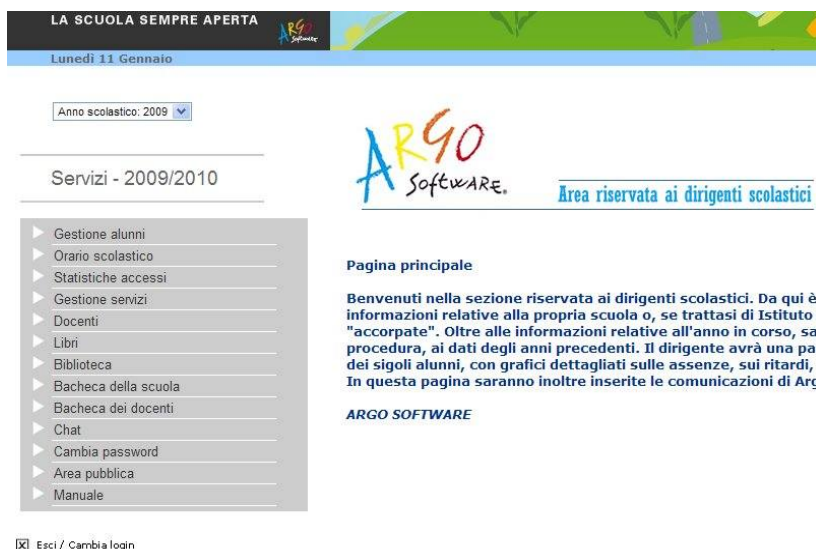 LA SCUOLA SEMPRE APERTA
ARGO
Software
Lunedì 11 Gennaio
Anno scolastico: 2009
Servizi - 2009/2010
Gestione alunni
Orario scolastico
Statistiche accessi
Gestione servizi
Docenti
Libri
Biblioteca
Bacheca della scuola
Bacheca dei docenti
Chat
Cambia password
Area pubblica
Manuale
Esci / Cambia login
ARGO
SOFTWARE.
Area riservata ai dirigenti scolastici
Pagina principale
Benvenuti nella sezione riservata ai dirigenti scolastici. Da qui è
informazioni relative alla propria scuola o, se trattasi di Istituto
"accorpate". Oltre alle informazioni relative all'anno in corso, sa
procedura, ai dati degli anni precedenti. Il dirigente avrà una pa
dei sigoli alunni, con grafici dettagliati sulle assenze, sui ritardi,
In questa pagina saranno inoltre inserite le comunicazioni di Arg
ARGO SOFTWARE